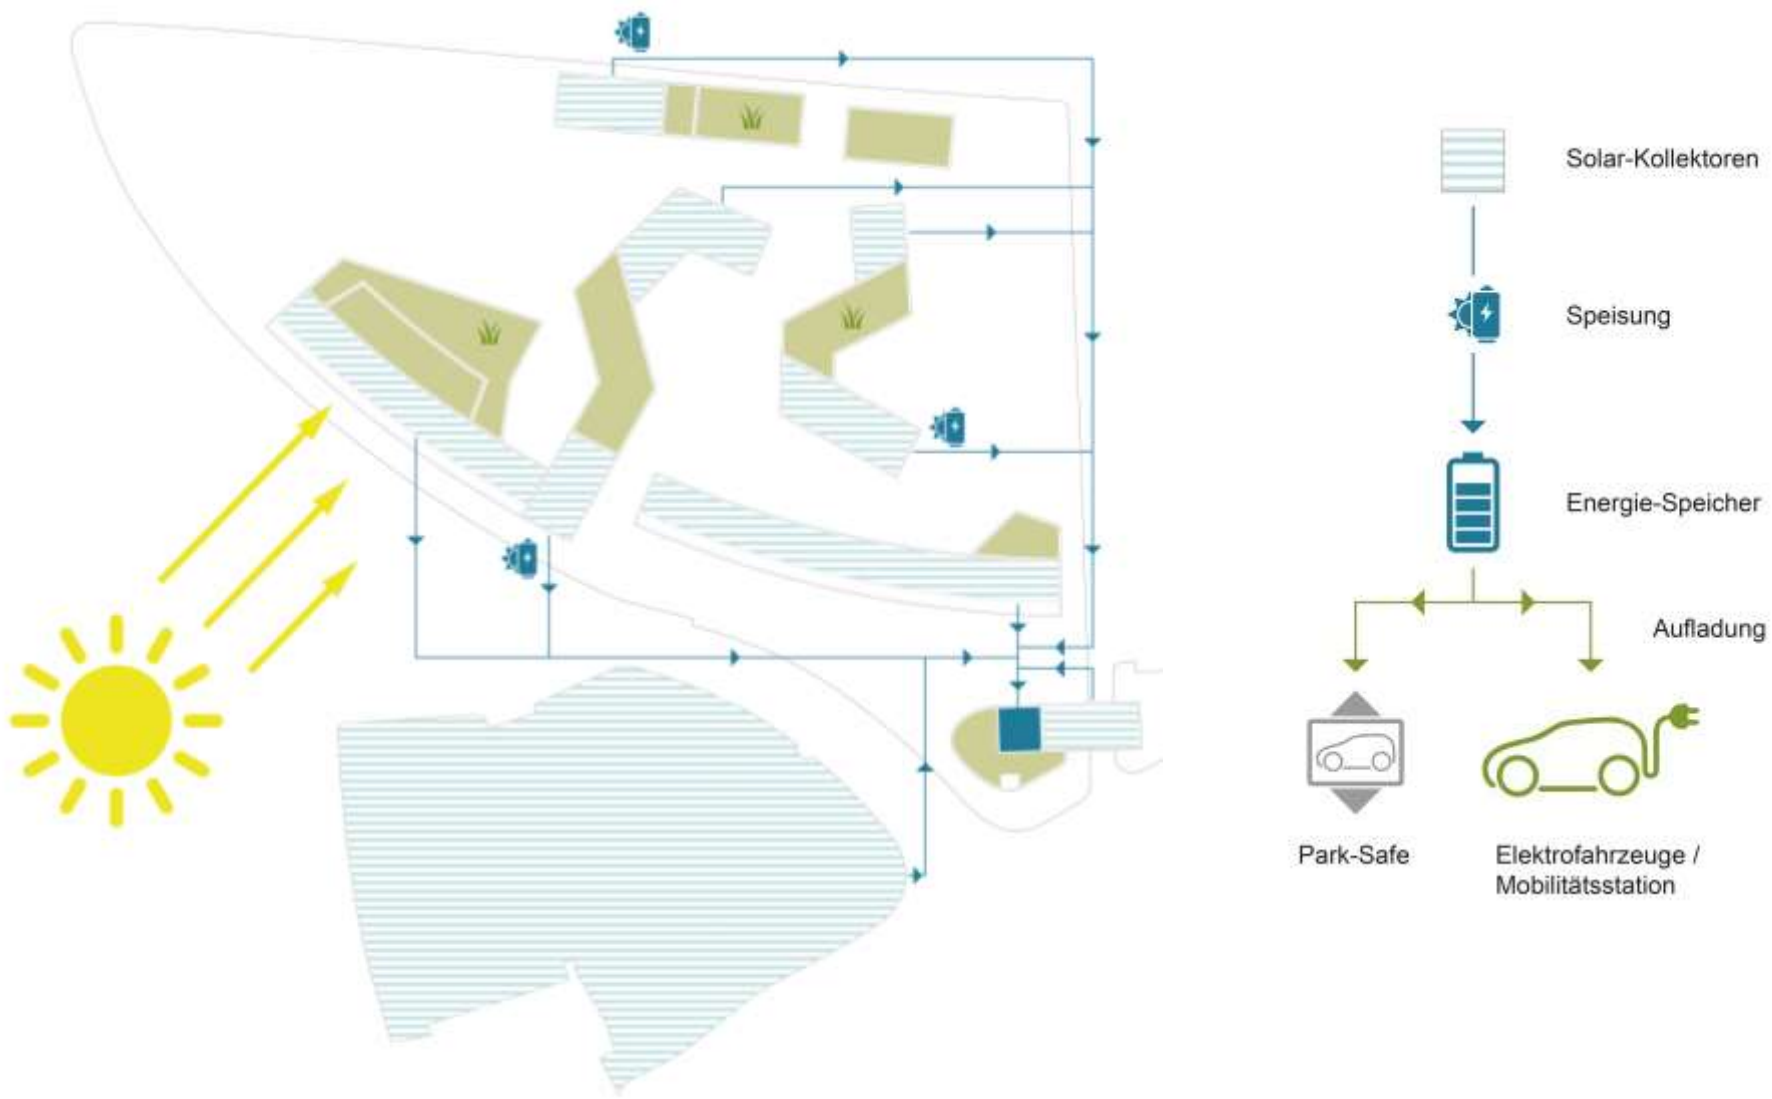 Solar-Kollektoren
Speisung
Energie-Speicher
Aufladung
Park-Safe
Elektrofahrzeuge /
Mobilitätsstation